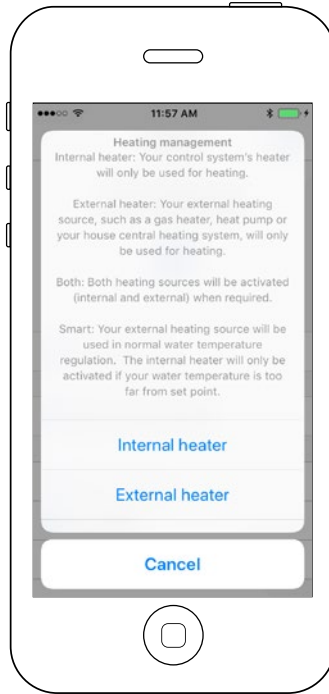 11:57 AM
Heating management
Internal heater: Your control system's heater
will only be used for heating.
External heater: Your external heating
source, such as a gas heater, heat pump or
your house central heating system, will only
be used for heating.
Both: Both heating sources will be activated
(internal and external) when required.
Smart: Your external heating source will be
used in normal water temperature
regulation. The internal heater will only be
activated if your water temperature is too
far from set point.
Internal heater
External heater
Cancel